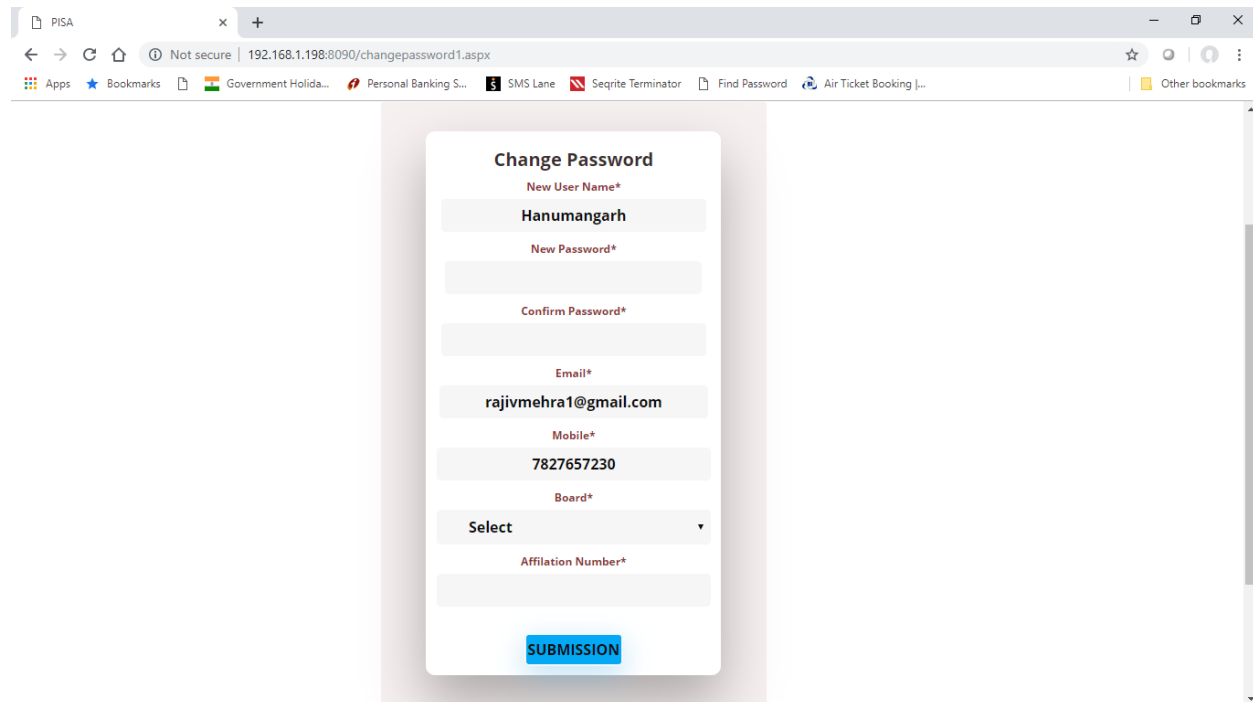 PISA
Not secure | 192.168.1.198:8090/changepassword1.aspx
Apps Bookmarks Government Holida... Personal Banking S... SMS Lane Seqrite Terminator Find Password Air Ticket Booking |... Other bookmarks
Change Password
New User Name*
Hanumangarh
New Password*
Confirm Password*
Email*
rajivmehra1@gmail.com
Mobile*
7827657230
Board*
Select
Affilation Number*
SUBMISSION